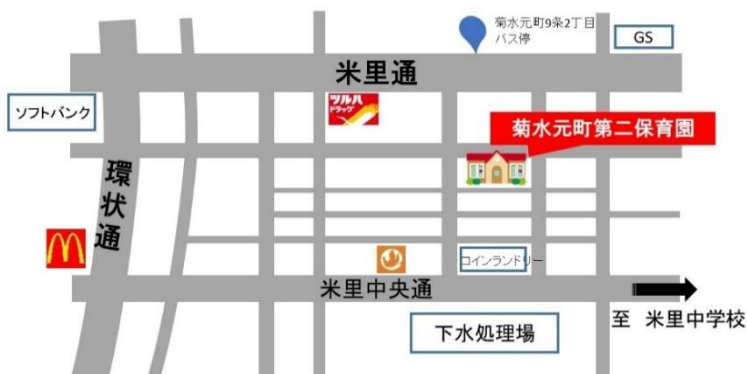 菊水元町9条2丁目
バス停
GS
米里通
ソフトバンク
ツルハ
ドラッグ
菊水元町第二保育園
環状通
コインランドリー
米里中央通
至 米里中学校
下水処理場